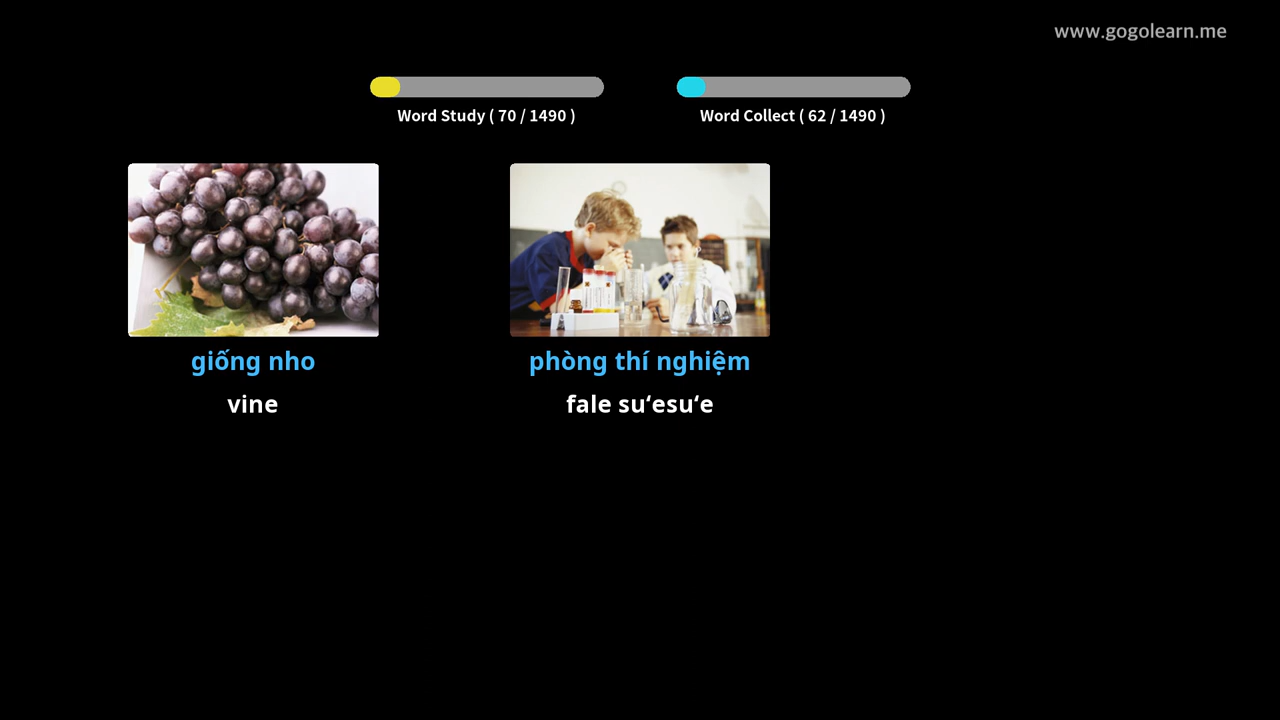 www.gogolearn.me
Word Study ( 70 / 1490 )
Word Collect ( 62 / 1490 )
giống nho
phòng thí nghiệm
vine
fale suʻesuʻe